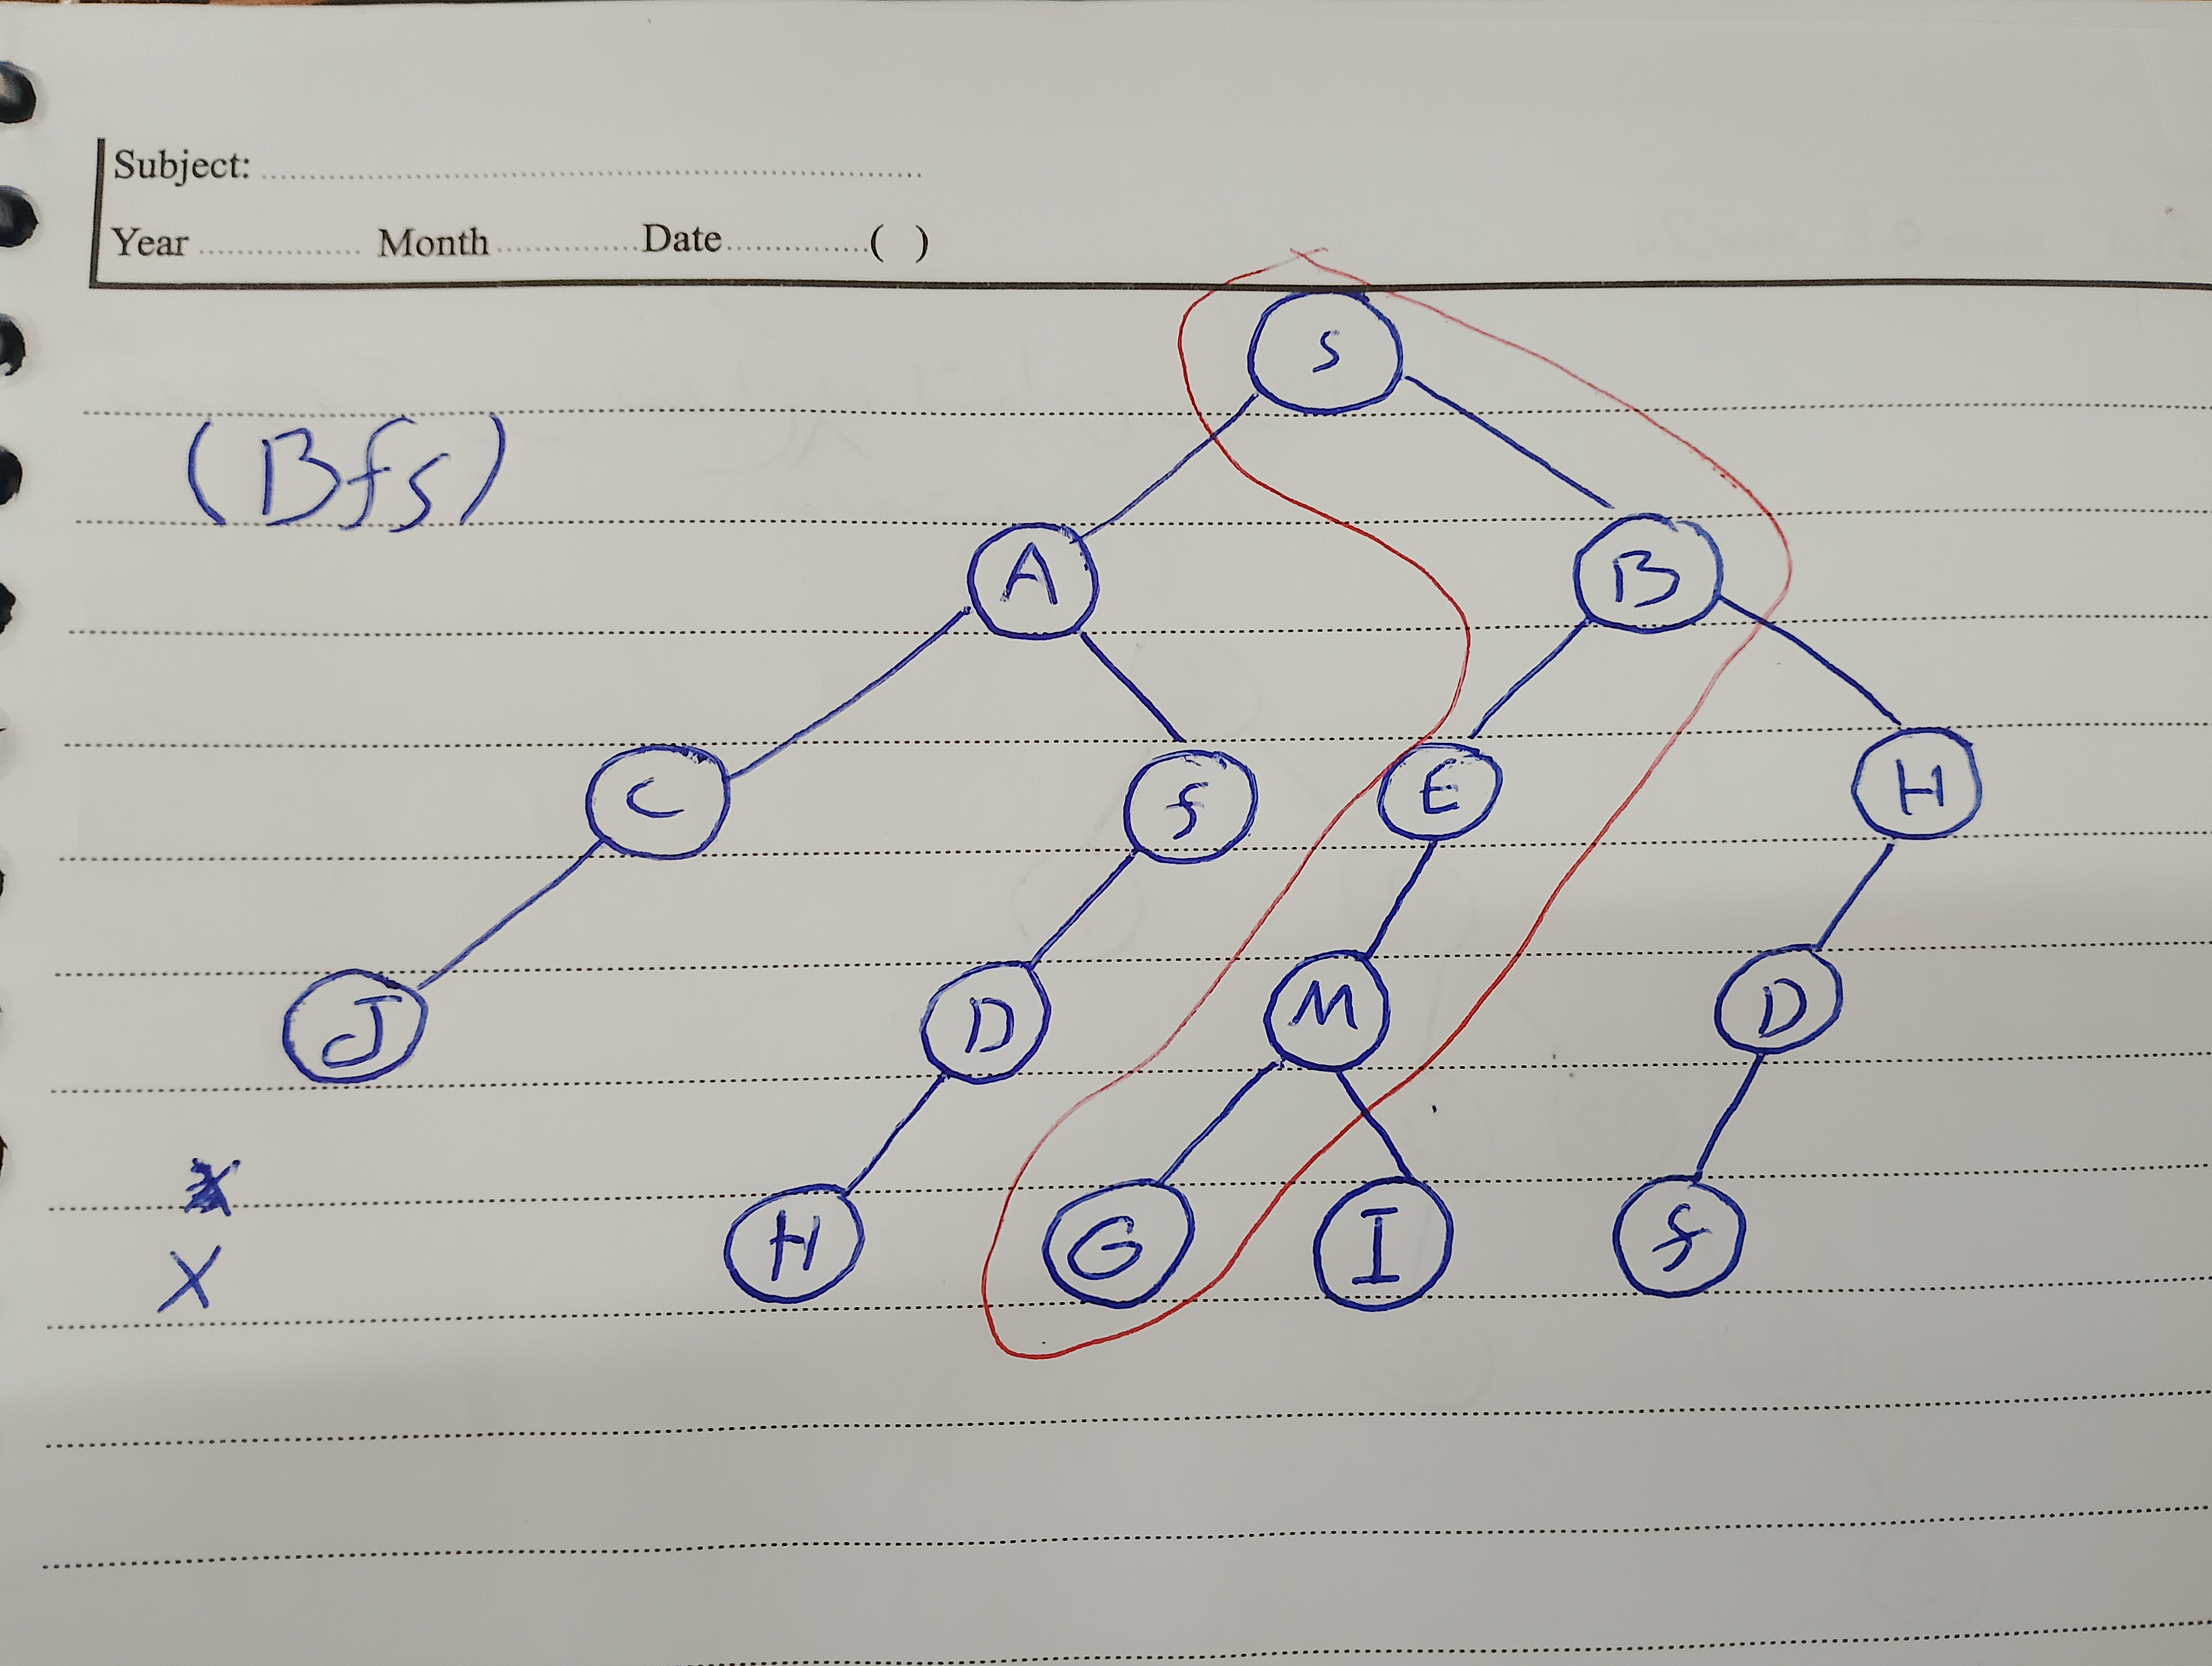 Subject:
Year Month Date ( )
S
(Bfs)
A B
C f E H
J D M D
H G I f
X